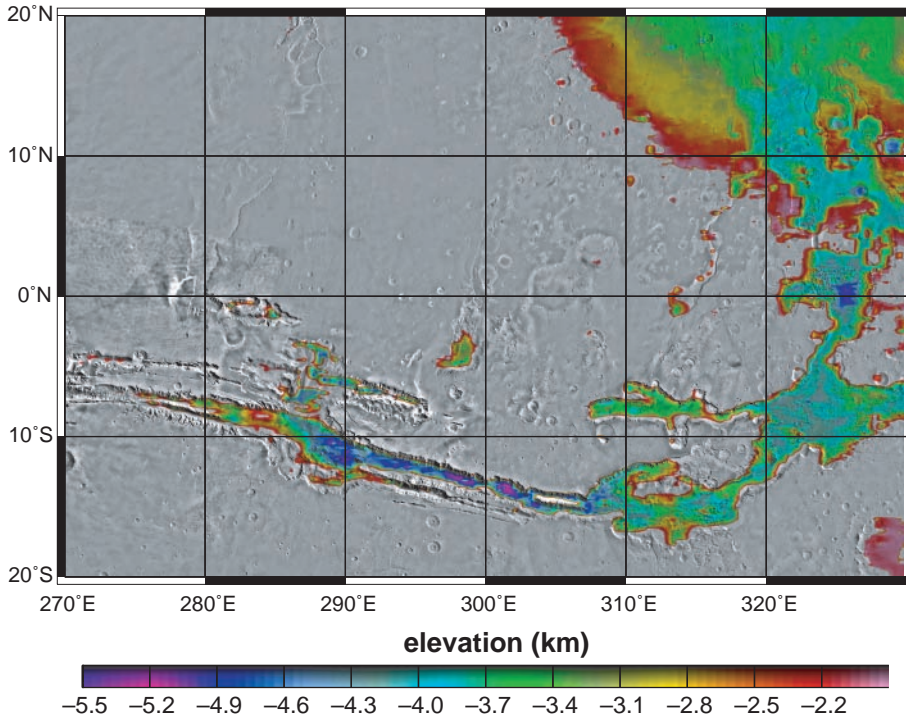 20˚N
10˚N
0˚N
10˚S
20˚S
270˚E 280˚E 290˚E 300˚E 310˚E 320˚E
elevation (km)
–5.5 –5.2 –4.9 –4.6 –4.3 –4.0 –3.7 –3.4 –3.1 –2.8 –2.5 –2.2